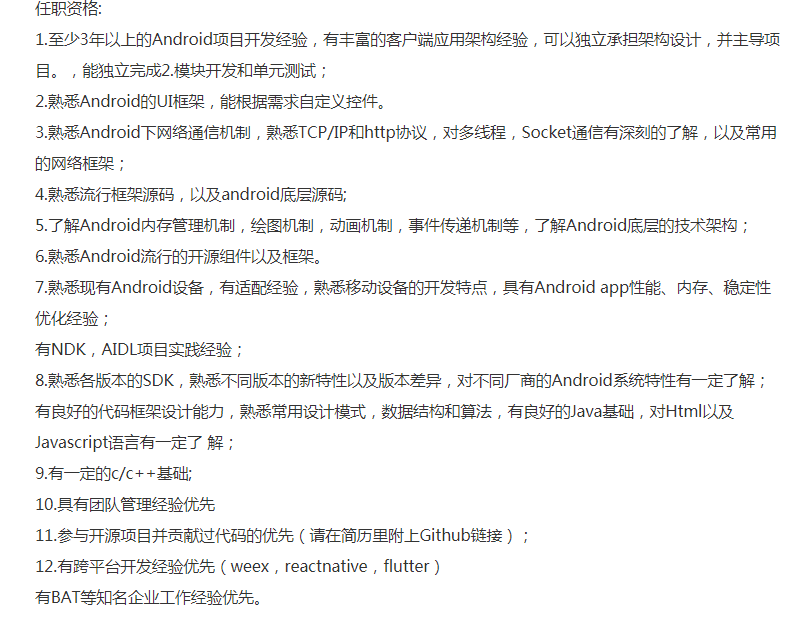 任职资格:
1.至少3年以上的Android项目开发经验，有丰富的客户端应用架构经验，可以独立承担架构设计，并主导项
目。，能独立完成2.模块开发和单元测试；
2.熟悉Android的UI框架，能根据需求自定义控件。
3.熟悉Android下网络通信机制，熟悉TCP/IP和http协议，对多线程，Socket通信有深刻的了解，以及常用
的网络框架；
4.熟悉流行框架源码，以及android底层源码;
5.了解Android内存管理机制，绘图机制，动画机制，事件传递机制等，了解Android底层的技术架构；
6.熟悉Android流行的开源组件以及框架。
7.熟悉现有Android设备，有适配经验，熟悉移动设备的开发特点，具有Android app性能、内存、稳定性
优化经验；
有NDK，AIDL项目实践经验；
8.熟悉各版本的SDK，熟悉不同版本的新特性以及版本差异，对不同厂商的Android系统特性有一定了解；
有良好的代码框架设计能力，熟悉常用设计模式，数据结构和算法，有良好的Java基础，对Html以及
Javascript语言有一定了 解；
9.有一定的c/c++基础;
10.具有团队管理经验优先
11.参与开源项目并贡献过代码的优先（请在简历里附上Github链接）；
12.有跨平台开发经验优先（weex，reactnative，flutter）
有BAT等知名企业工作经验优先。